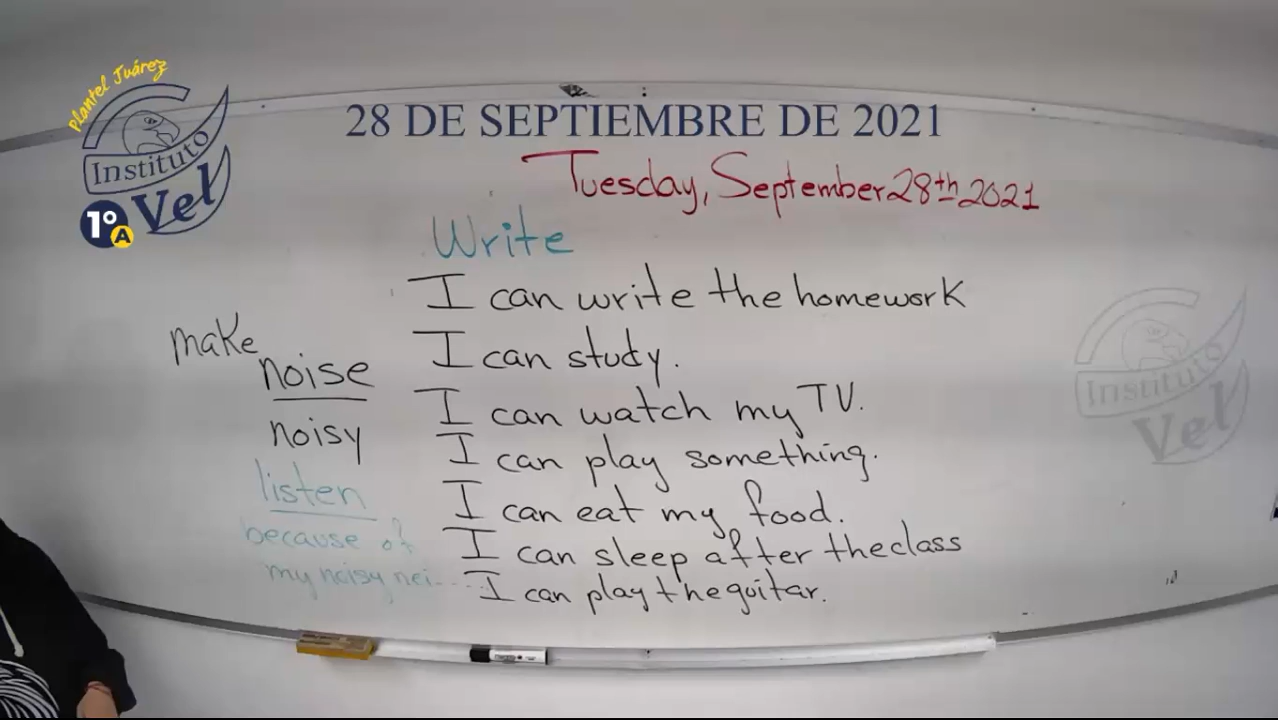 Plantel Juárez
Instituto
Vel
1° A
28 DE SEPTIEMBRE DE 2021
Tuesday, September 28th 2021
Write
I can write the homework
I can study.
I can watch my TV.
I can play something.
I can eat my food.
I can sleep after the class
I can play the guitar.
make
noise
noisy
listen
because of
my noisy nei....
Instituto
Vel